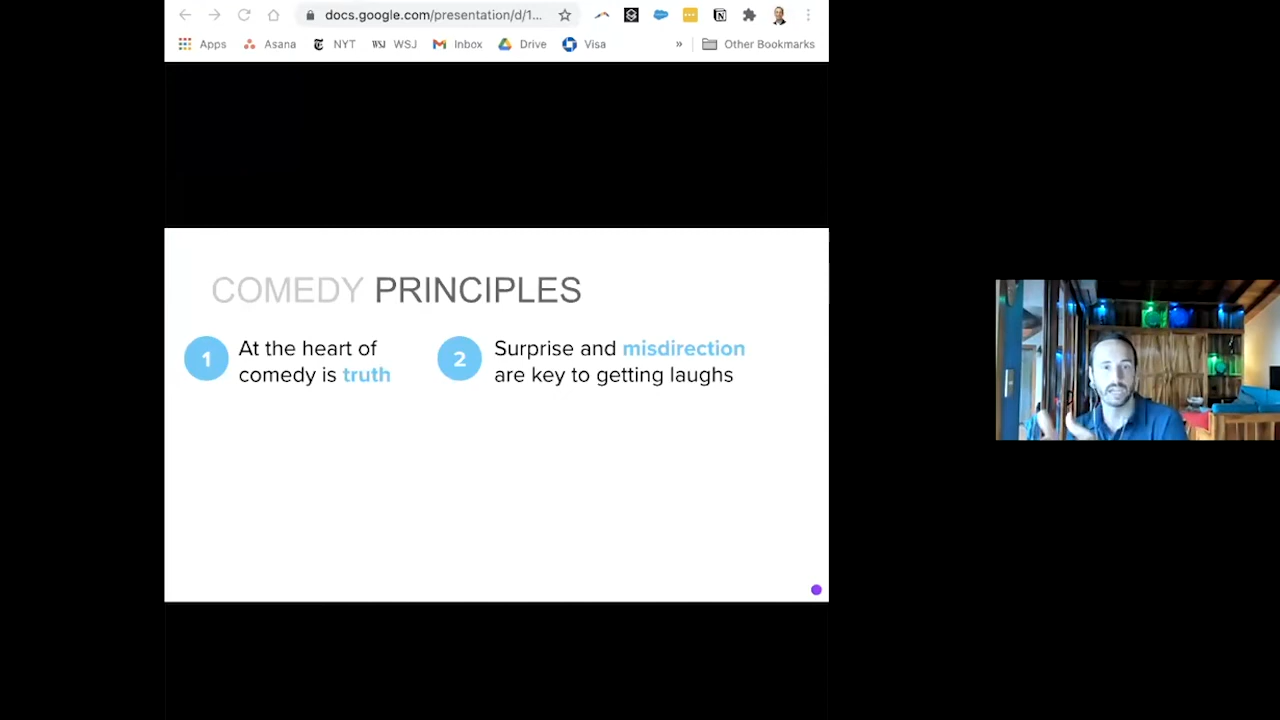 docs.google.com/presentation/d/1...
Apps Asana NYT WSJ WSJ Inbox Drive Visa » Other Bookmarks
COMEDY PRINCIPLES
1 At the heart of
comedy is truth
2 Surprise and misdirection
are key to getting laughs